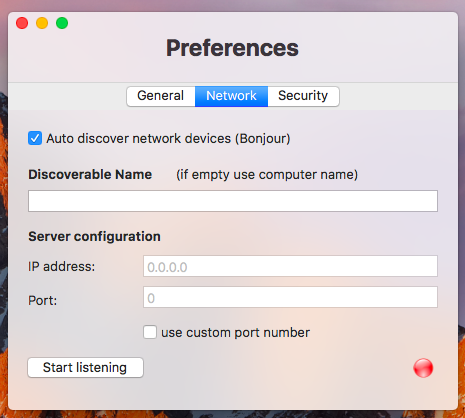 Preferences
General Network Security
Auto discover network devices (Bonjour)
Discoverable Name (if empty use computer name)
Server configuration
IP address: 0.0.0.0
Port: 0
use custom port number
Start listening